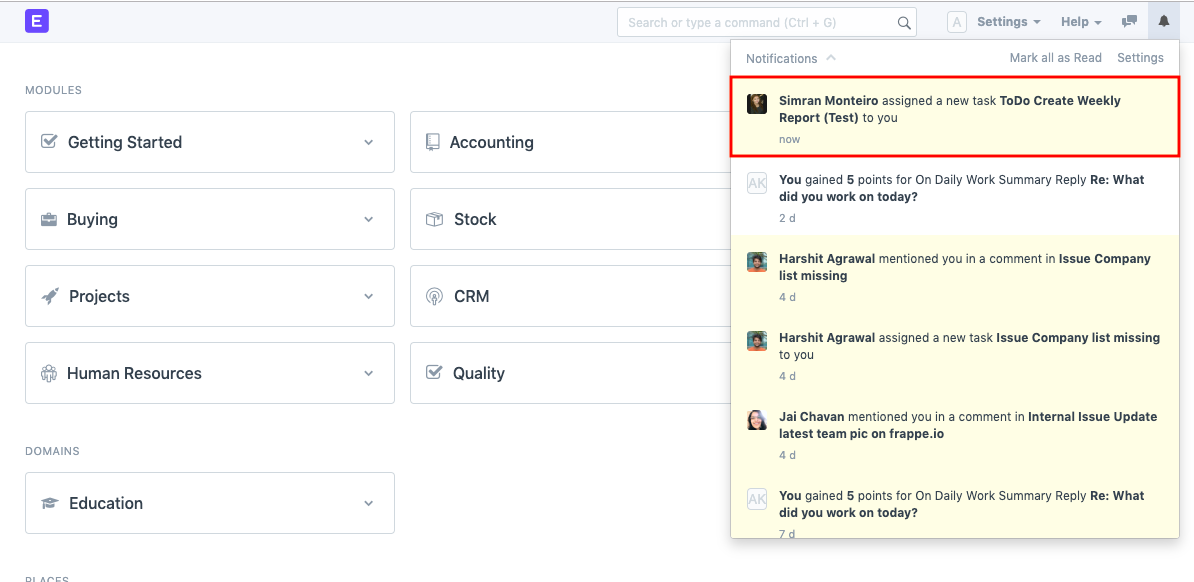 E
Search or type a command (Ctrl + G)
A
Settings
Help
Notifications
Mark all as Read
Settings
MODULES
Getting Started
Accounting
Buying
Stock
Projects
CRM
Human Resources
Quality
DOMAINS
Education
PLACES
Simran Monteiro assigned a new task ToDo Create Weekly
Report (Test) to you
now
AK
You gained 5 points for On Daily Work Summary Reply Re: What
did you work on today?
2 d
Harshit Agrawal mentioned you in a comment in Issue Company
list missing
4 d
Harshit Agrawal assigned a new task Issue Company list missing
to you
4 d
Jai Chavan mentioned you in a comment in Internal Issue Update
latest team pic on frappe.io
4 d
AK
You gained 5 points for On Daily Work Summary Reply Re: What
did you work on today?
7 d